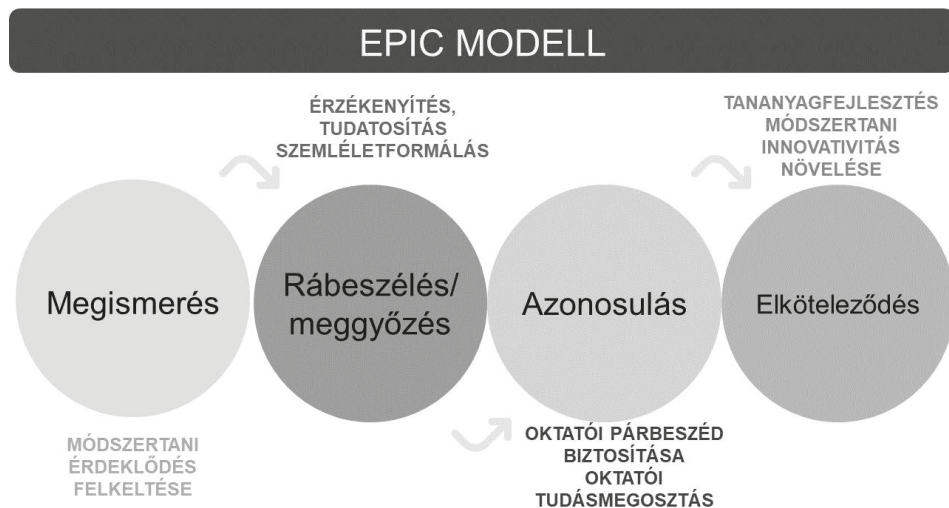 EPIC MODELL
ÉRZÉKENYÍTÉS,
TUDATOSÍTÁS
SZEMLÉLETFORMÁLÁS
TANANYAGFEJLESZTÉS
MÓDSZERTANI
INNOVATIVITÁS
NÖVELÉSE
Megismerés
Rábeszélés/
meggyőzés
Azonosulás
Elköteleződés
MÓDSZERTANI
ÉRDEKLŐDÉS
FELKELTÉSE
OKTATÓI PÁRBESZÉD
BIZTOSÍTÁSA
OKTATÓI
TUDÁSMEGOSZTÁS